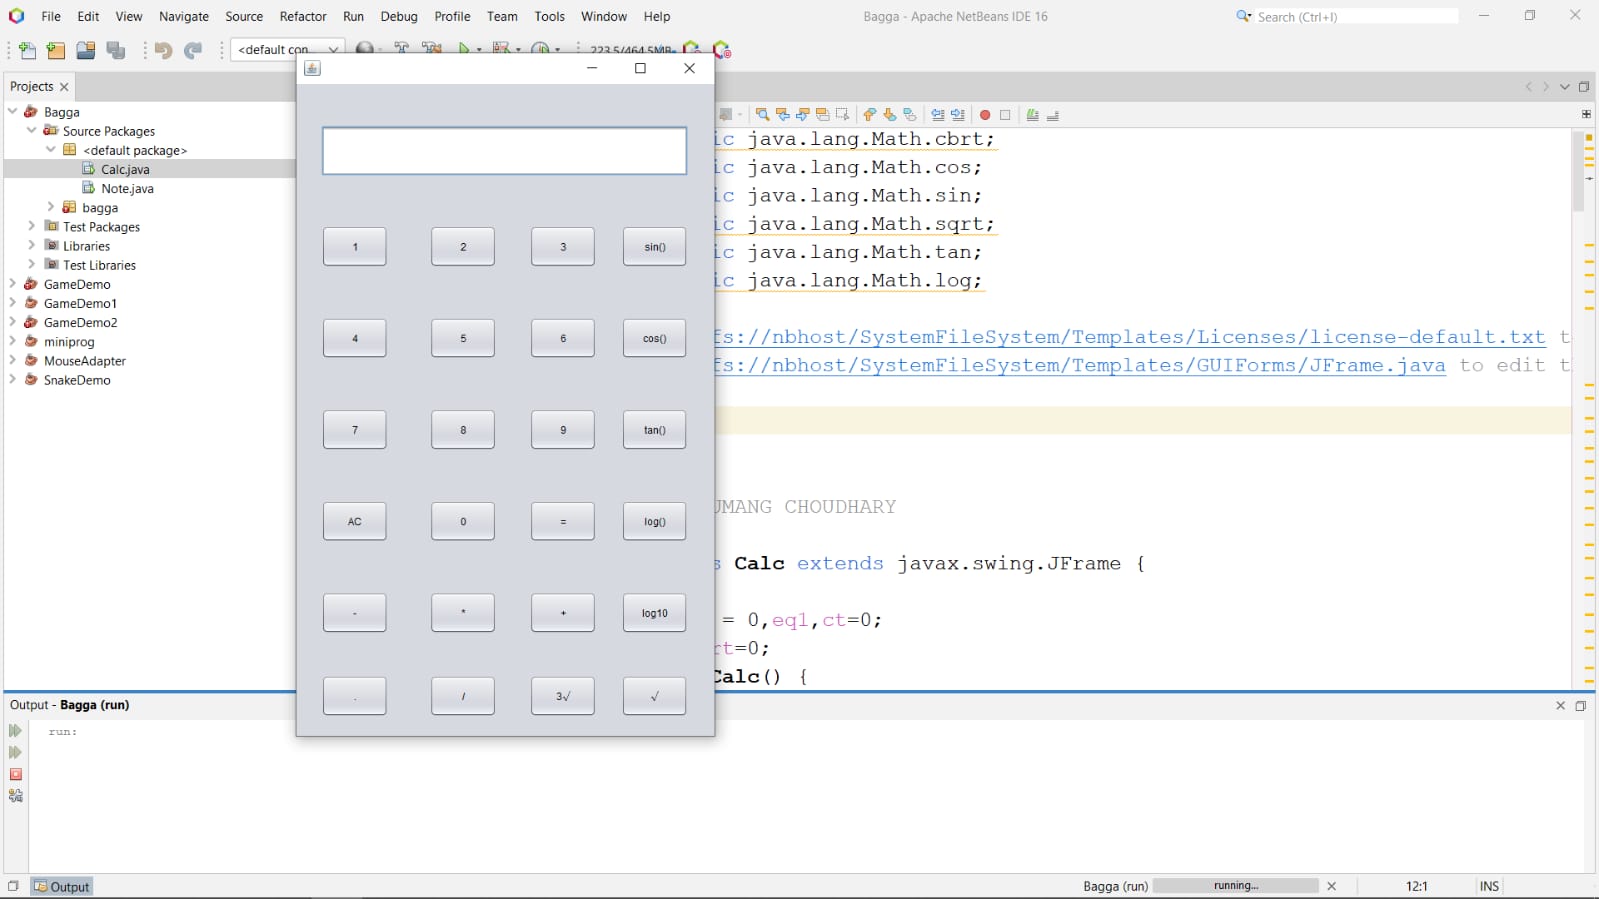 File Edit View Navigate Source Refactor Run Debug Profile Team Tools Window Help
Bagga - Apache NetBeans IDE 16
Search (Ctrl+I)
<default con...
223.5/464.5MB
Projects
Bagga
Source Packages
<default package>
Calc.java
Note.java
bagga
Test Packages
Libraries
Test Libraries
GameDemo
GameDemo1
GameDemo2
miniprog
MouseAdapter
SnakeDemo
1 2 3 sin()
4 5 6 cos()
7 8 9 tan()
AC 0 = log()
- * + log10
. / 3√ √
ic java.lang.Math.cbrt;
ic java.lang.Math.cos;
ic java.lang.Math.sin;
ic java.lang.Math.sqrt;
ic java.lang.Math.tan;
ic java.lang.Math.log;
fs://nbhost/SystemFileSystem/Templates/Licenses/license-default.txt t
fs://nbhost/SystemFileSystem/Templates/GUIForms/JFrame.java to edit t
UMANG CHOUDHARY
s Calc extends javax.swing.JFrame {
= 0,eq1,ct=0;
rt=0;
Calc() {
Output - Bagga (run)
run:
Output
Bagga (run) running... 12:1 INS